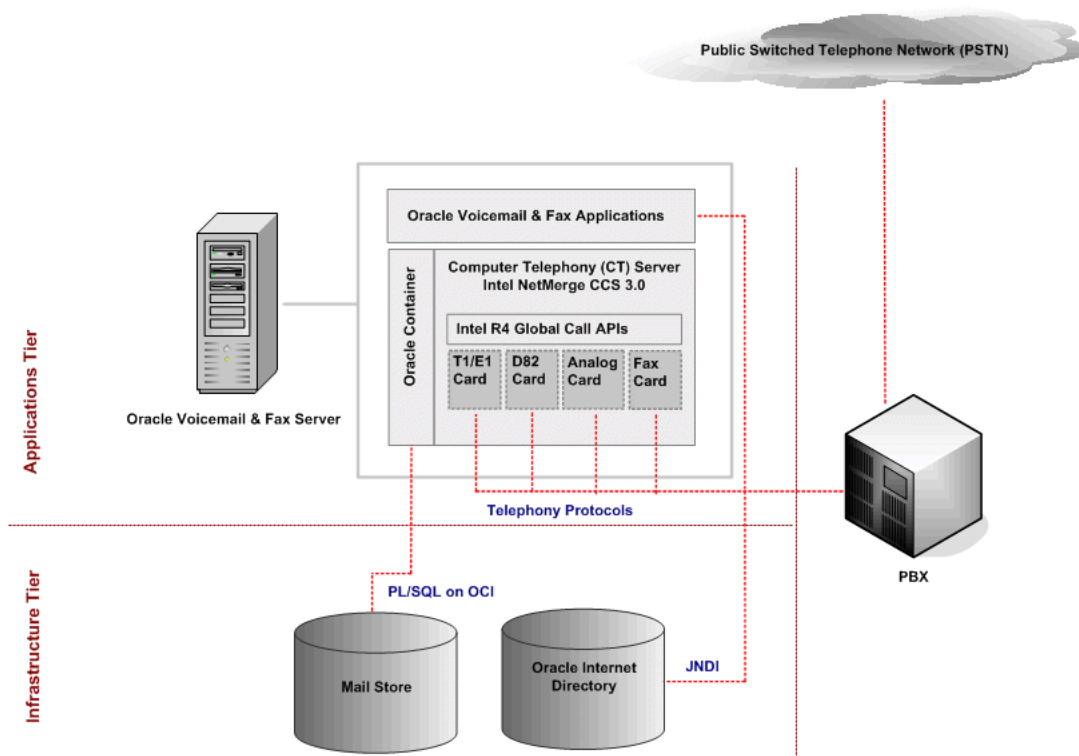 Public Switched Telephone Network (PSTN)
Oracle Voicemail & Fax Applications
Oracle Container
Computer Telephony (CT) Server
Intel NetMerge CCS 3.0
Intel R4 Global Call APIs
T1/E1
Card
D82
Card
Analog
Card
Fax
Card
Oracle Voicemail & Fax Server
Applications Tier
Telephony Protocols
PBX
Infrastructure Tier
PL/SQL on OCI
Mail Store
Oracle Internet
Directory
JNDI